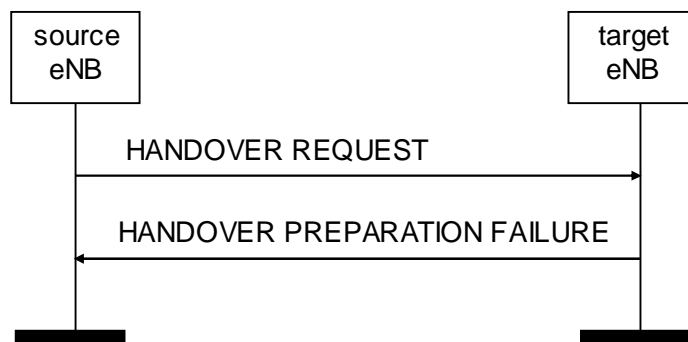 source
eNB
target
eNB
HANDOVER REQUEST
HANDOVER PREPARATION FAILURE